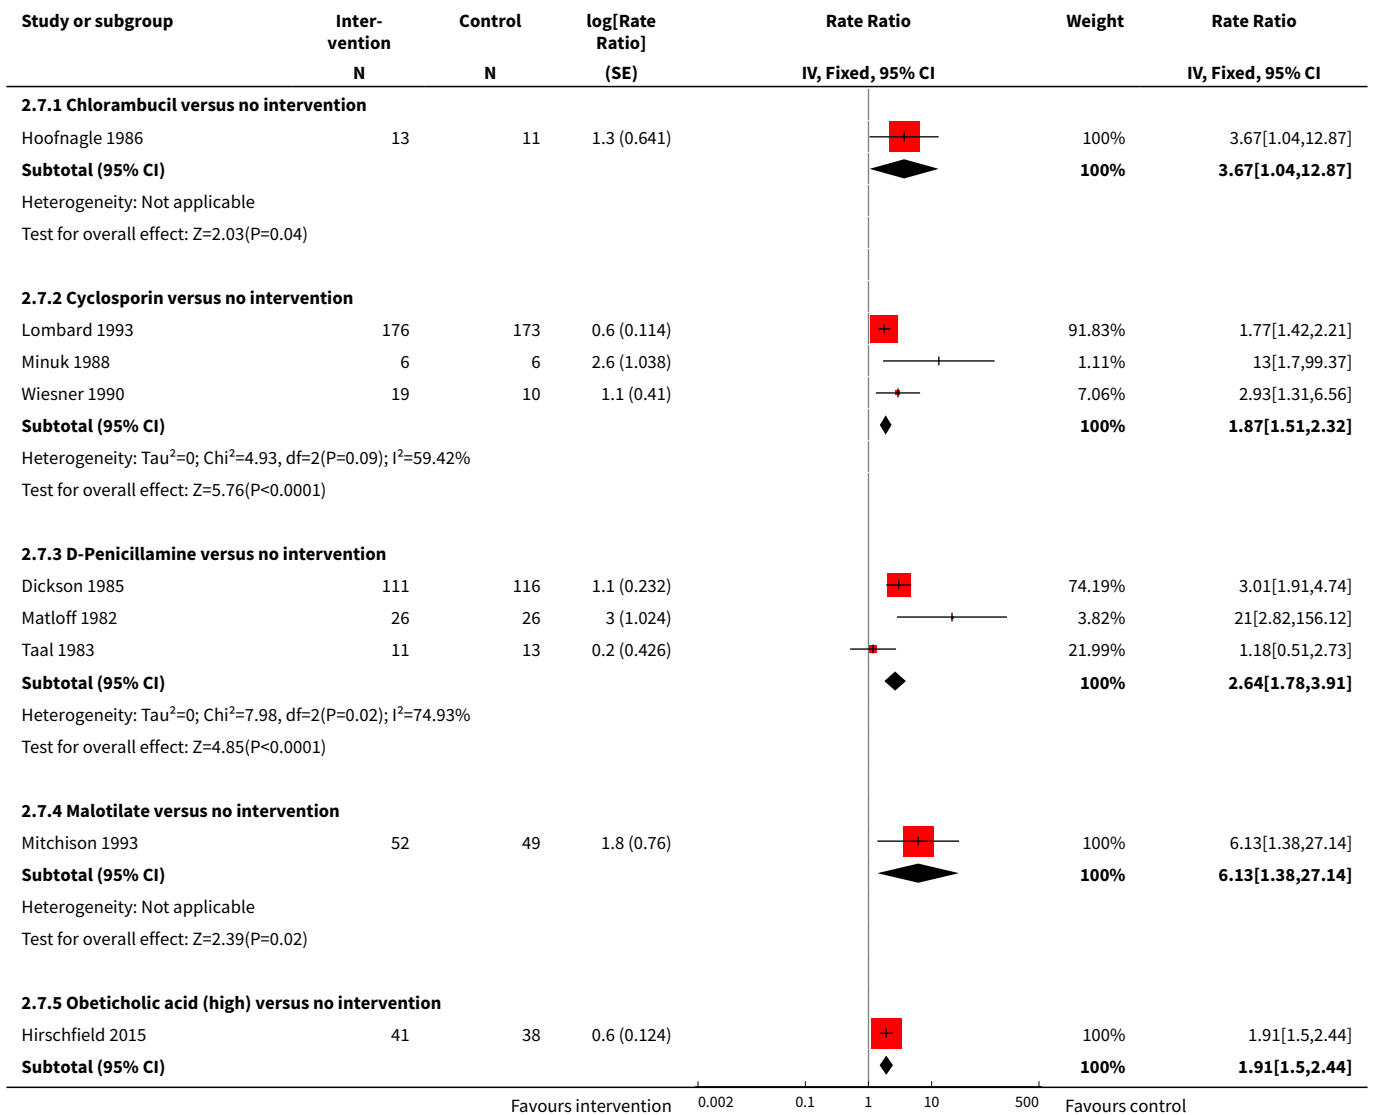 Study or subgroup Inter- Control log[Rate Rate Ratio Weight Rate Ratio
vention Ratio]
N N (SE) IV, Fixed, 95% CI IV, Fixed, 95% CI
2.7.1 Chlorambucil versus no intervention
Hoofnagle 1986 13 11 1.3 (0.641) 100% 3.67[1.04,12.87]
Subtotal (95% CI) 100% 3.67[1.04,12.87]
Heterogeneity: Not applicable
Test for overall effect: Z=2.03(P=0.04)
2.7.2 Cyclosporin versus no intervention
Lombard 1993 176 173 0.6 (0.114) 91.83% 1.77[1.42,2.21]
Minuk 1988 6 6 2.6 (1.038) 1.11% 13[1.7,99.37]
Wiesner 1990 19 10 1.1 (0.41) 7.06% 2.93[1.31,6.56]
Subtotal (95% CI) 100% 1.87[1.51,2.32]
Heterogeneity: Tau²=0; Chi²=4.93, df=2(P=0.09); I²=59.42%
Test for overall effect: Z=5.76(P<0.0001)
2.7.3 D-Penicillamine versus no intervention
Dickson 1985 111 116 1.1 (0.232) 74.19% 3.01[1.91,4.74]
Matloff 1982 26 26 3 (1.024) 3.82% 21[2.82,156.12]
Taal 1983 11 13 0.2 (0.426) 21.99% 1.18[0.51,2.73]
Subtotal (95% CI) 100% 2.64[1.78,3.91]
Heterogeneity: Tau²=0; Chi²=7.98, df=2(P=0.02); I²=74.93%
Test for overall effect: Z=4.85(P<0.0001)
2.7.4 Malotilate versus no intervention
Mitchison 1993 52 49 1.8 (0.76) 100% 6.13[1.38,27.14]
Subtotal (95% CI) 100% 6.13[1.38,27.14]
Heterogeneity: Not applicable
Test for overall effect: Z=2.39(P=0.02)
2.7.5 Obeticholic acid (high) versus no intervention
Hirschfield 2015 41 38 0.6 (0.124) 100% 1.91[1.5,2.44]
Subtotal (95% CI) 100% 1.91[1.5,2.44]
Favours intervention 0.002 0.1 1 10 500 Favours control